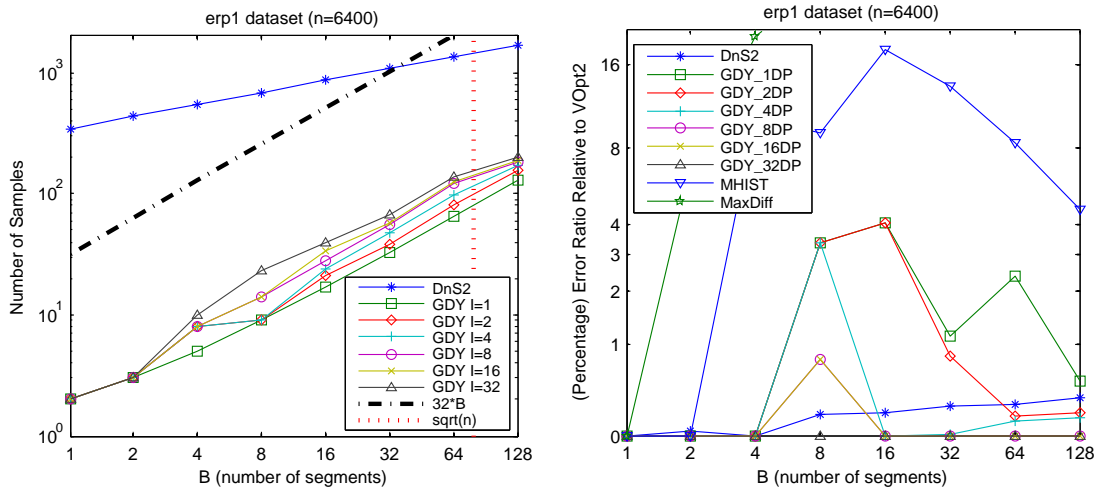 erp1 dataset (n=6400)
Number of Samples
10^3
10^2
10^1
10^0
1 2 4 8 16 32 64 128
B (number of segments)
DnS2
GDY I=1
GDY I=2
GDY I=4
GDY I=8
GDY I=16
GDY I=32
32*B
sqrt(n)
erp1 dataset (n=6400)
(Percentage) Error Ratio Relative to VOpt2
16
8
4
3
2
1
0
1 2 4 8 16 32 64 128
B (number of segments)
DnS2
GDY_1DP
GDY_2DP
GDY_4DP
GDY_8DP
GDY_16DP
GDY_32DP
MHIST
MaxDiff